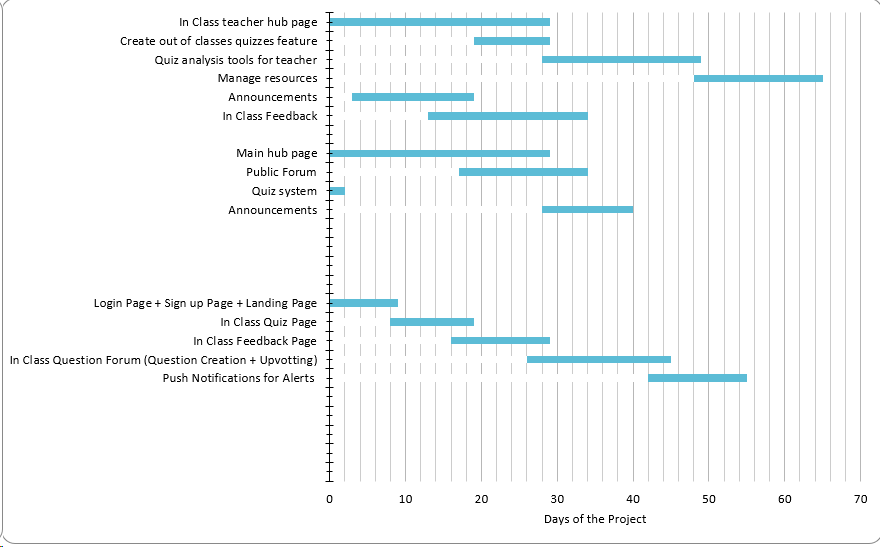 In Class teacher hub page
Create out of classes quizzes feature
Quiz analysis tools for teacher
Manage resources
Announcements
In Class Feedback
Main hub page
Public Forum
Quiz system
Announcements
Login Page + Sign up Page + Landing Page
In Class Quiz Page
In Class Feedback Page
In Class Question Forum (Question Creation + Upvotting)
Push Notifications for Alerts
0 10 20 30 40 50 60 70
Days of the Project